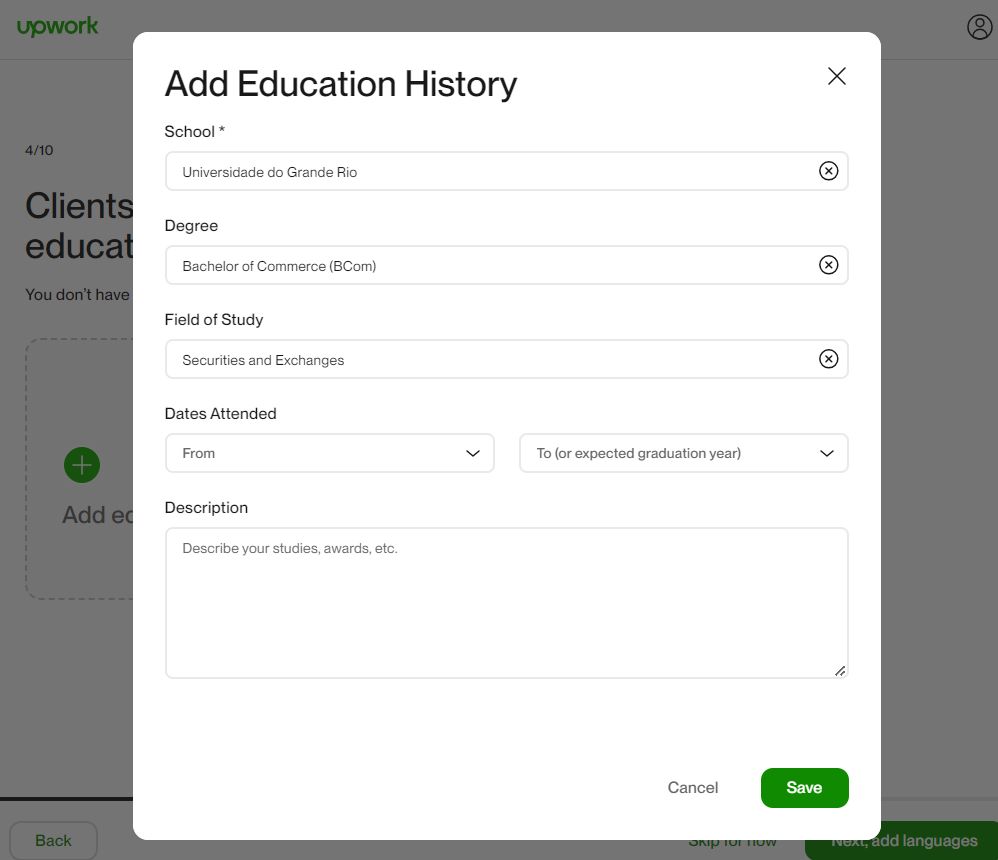 upwork
Add Education History
School *
4/10
Universidade do Grande Rio
Clients
educat
Degree
Bachelor of Commerce (BCom)
You don't have
Field of Study
Securities and Exchanges
Dates Attended
From
To (or expected graduation year)
Add ed
Description
Describe your studies, awards, etc.
Cancel
Save
Back
Skip for now
Next, add languages